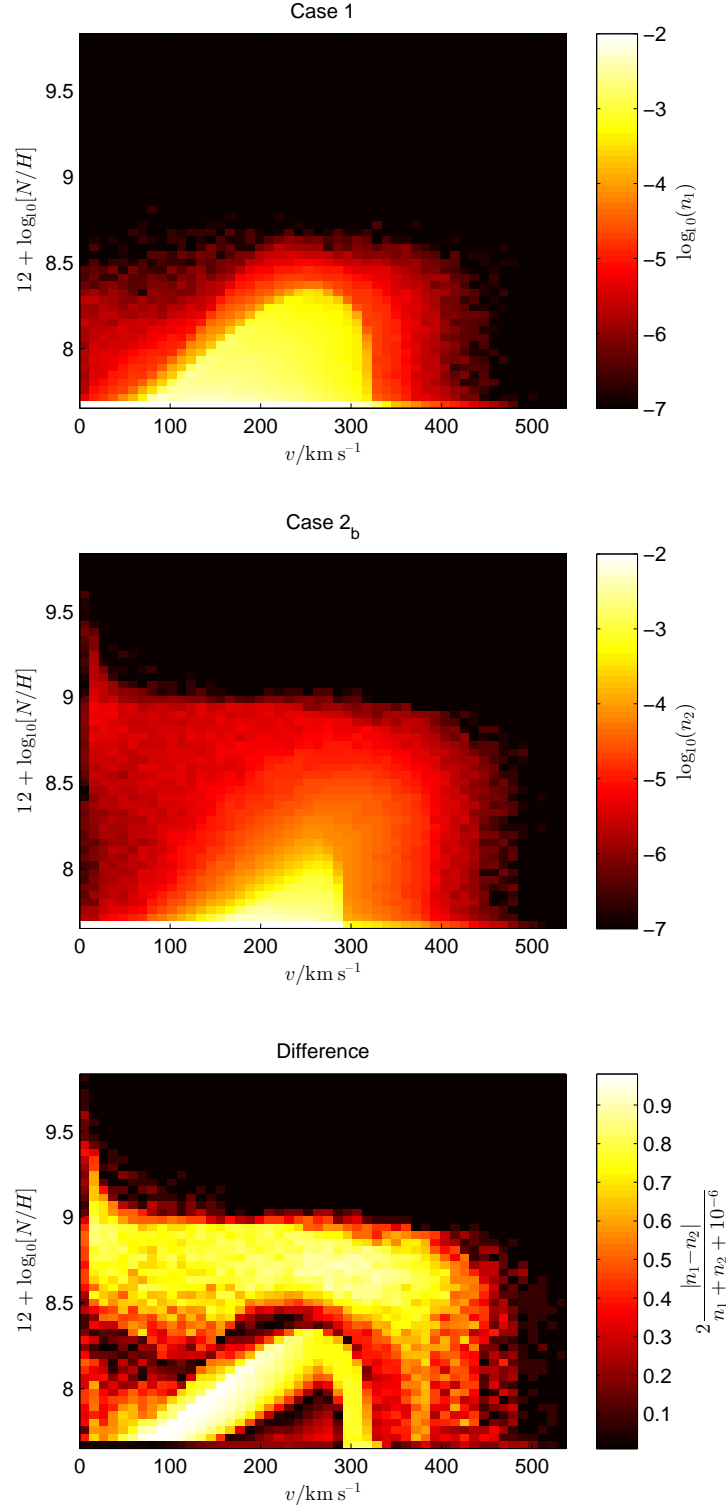 Case 1
9.5
9
8.5
8
12 + log₁₀[N/H]
0 100 200 300 400 500
v/km s⁻¹
−2
−3
−4
−5
−6
−7
log₁₀(n₁)
Case 2_b
9.5
9
8.5
8
12 + log₁₀[N/H]
0 100 200 300 400 500
v/km s⁻¹
−2
−3
−4
−5
−6
−7
log₁₀(n₂)
Difference
9.5
9
8.5
8
12 + log₁₀[N/H]
0 100 200 300 400 500
v/km s⁻¹
0.9
0.8
0.7
0.6
0.5
0.4
0.3
0.2
0.1
2 |n₁−n₂| / n₁ + n₂ + 10⁻⁶